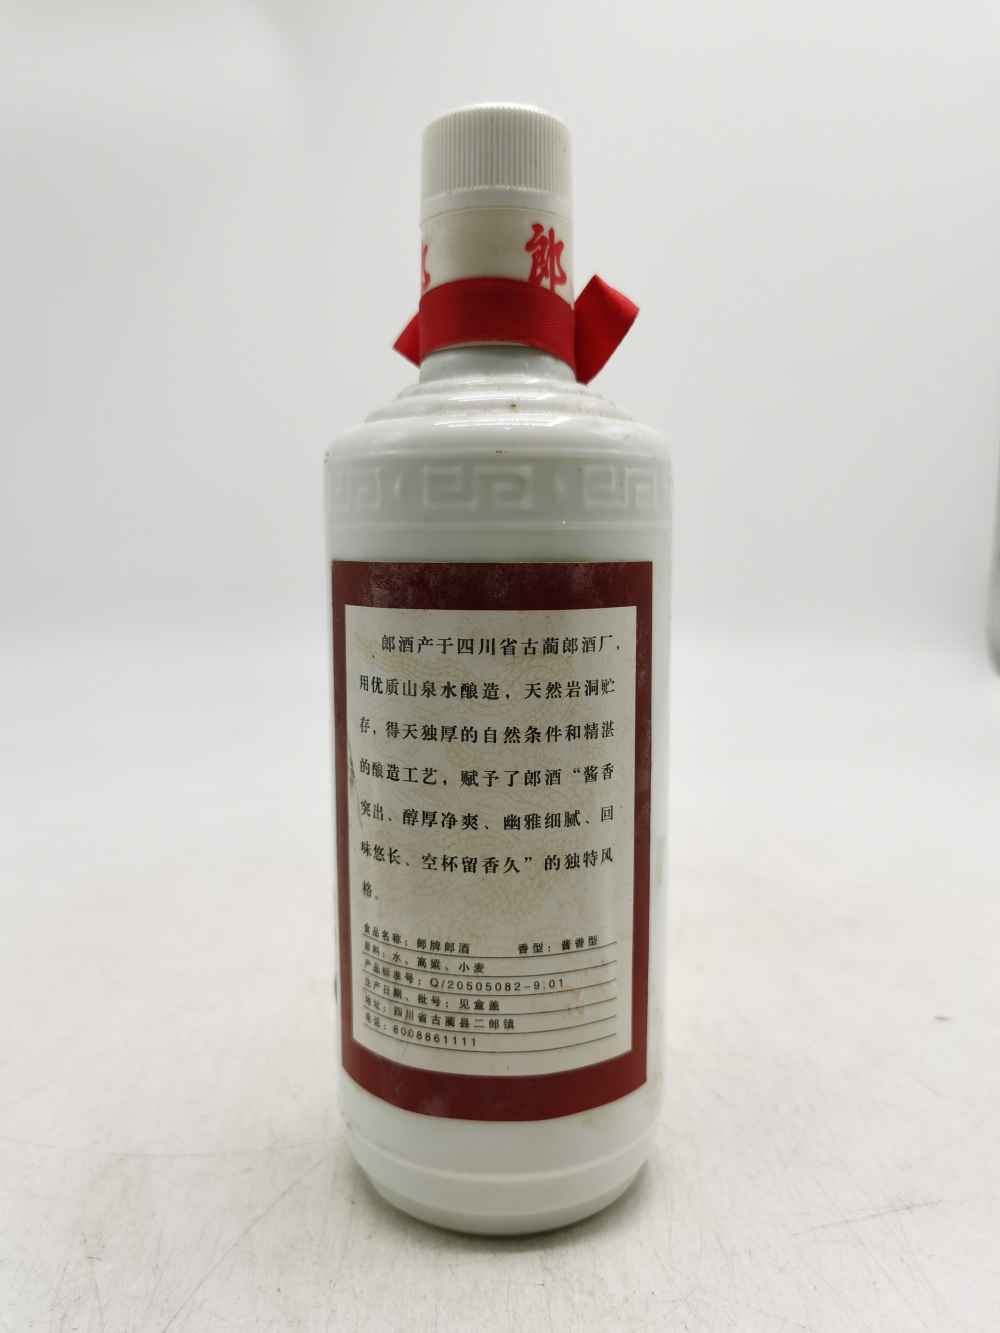 郎
郎酒产于四川省古蔺郎酒厂，
用优质山泉水酿造，天然岩洞贮
存，得天独厚的自然条件和精湛
的酿造工艺，赋予了郎酒“酱香
突出、醇厚净爽、幽雅细腻、回
味悠长、空杯留香久”的独特风
格。
食品名称：郎牌郎酒 香型：酱香型
原料：水、高粱、小麦
产品标准号：Q/20505082-9.01
生产日期、批号：见盒盖
地址：四川省古蔺县二郎镇
电话：8008861111